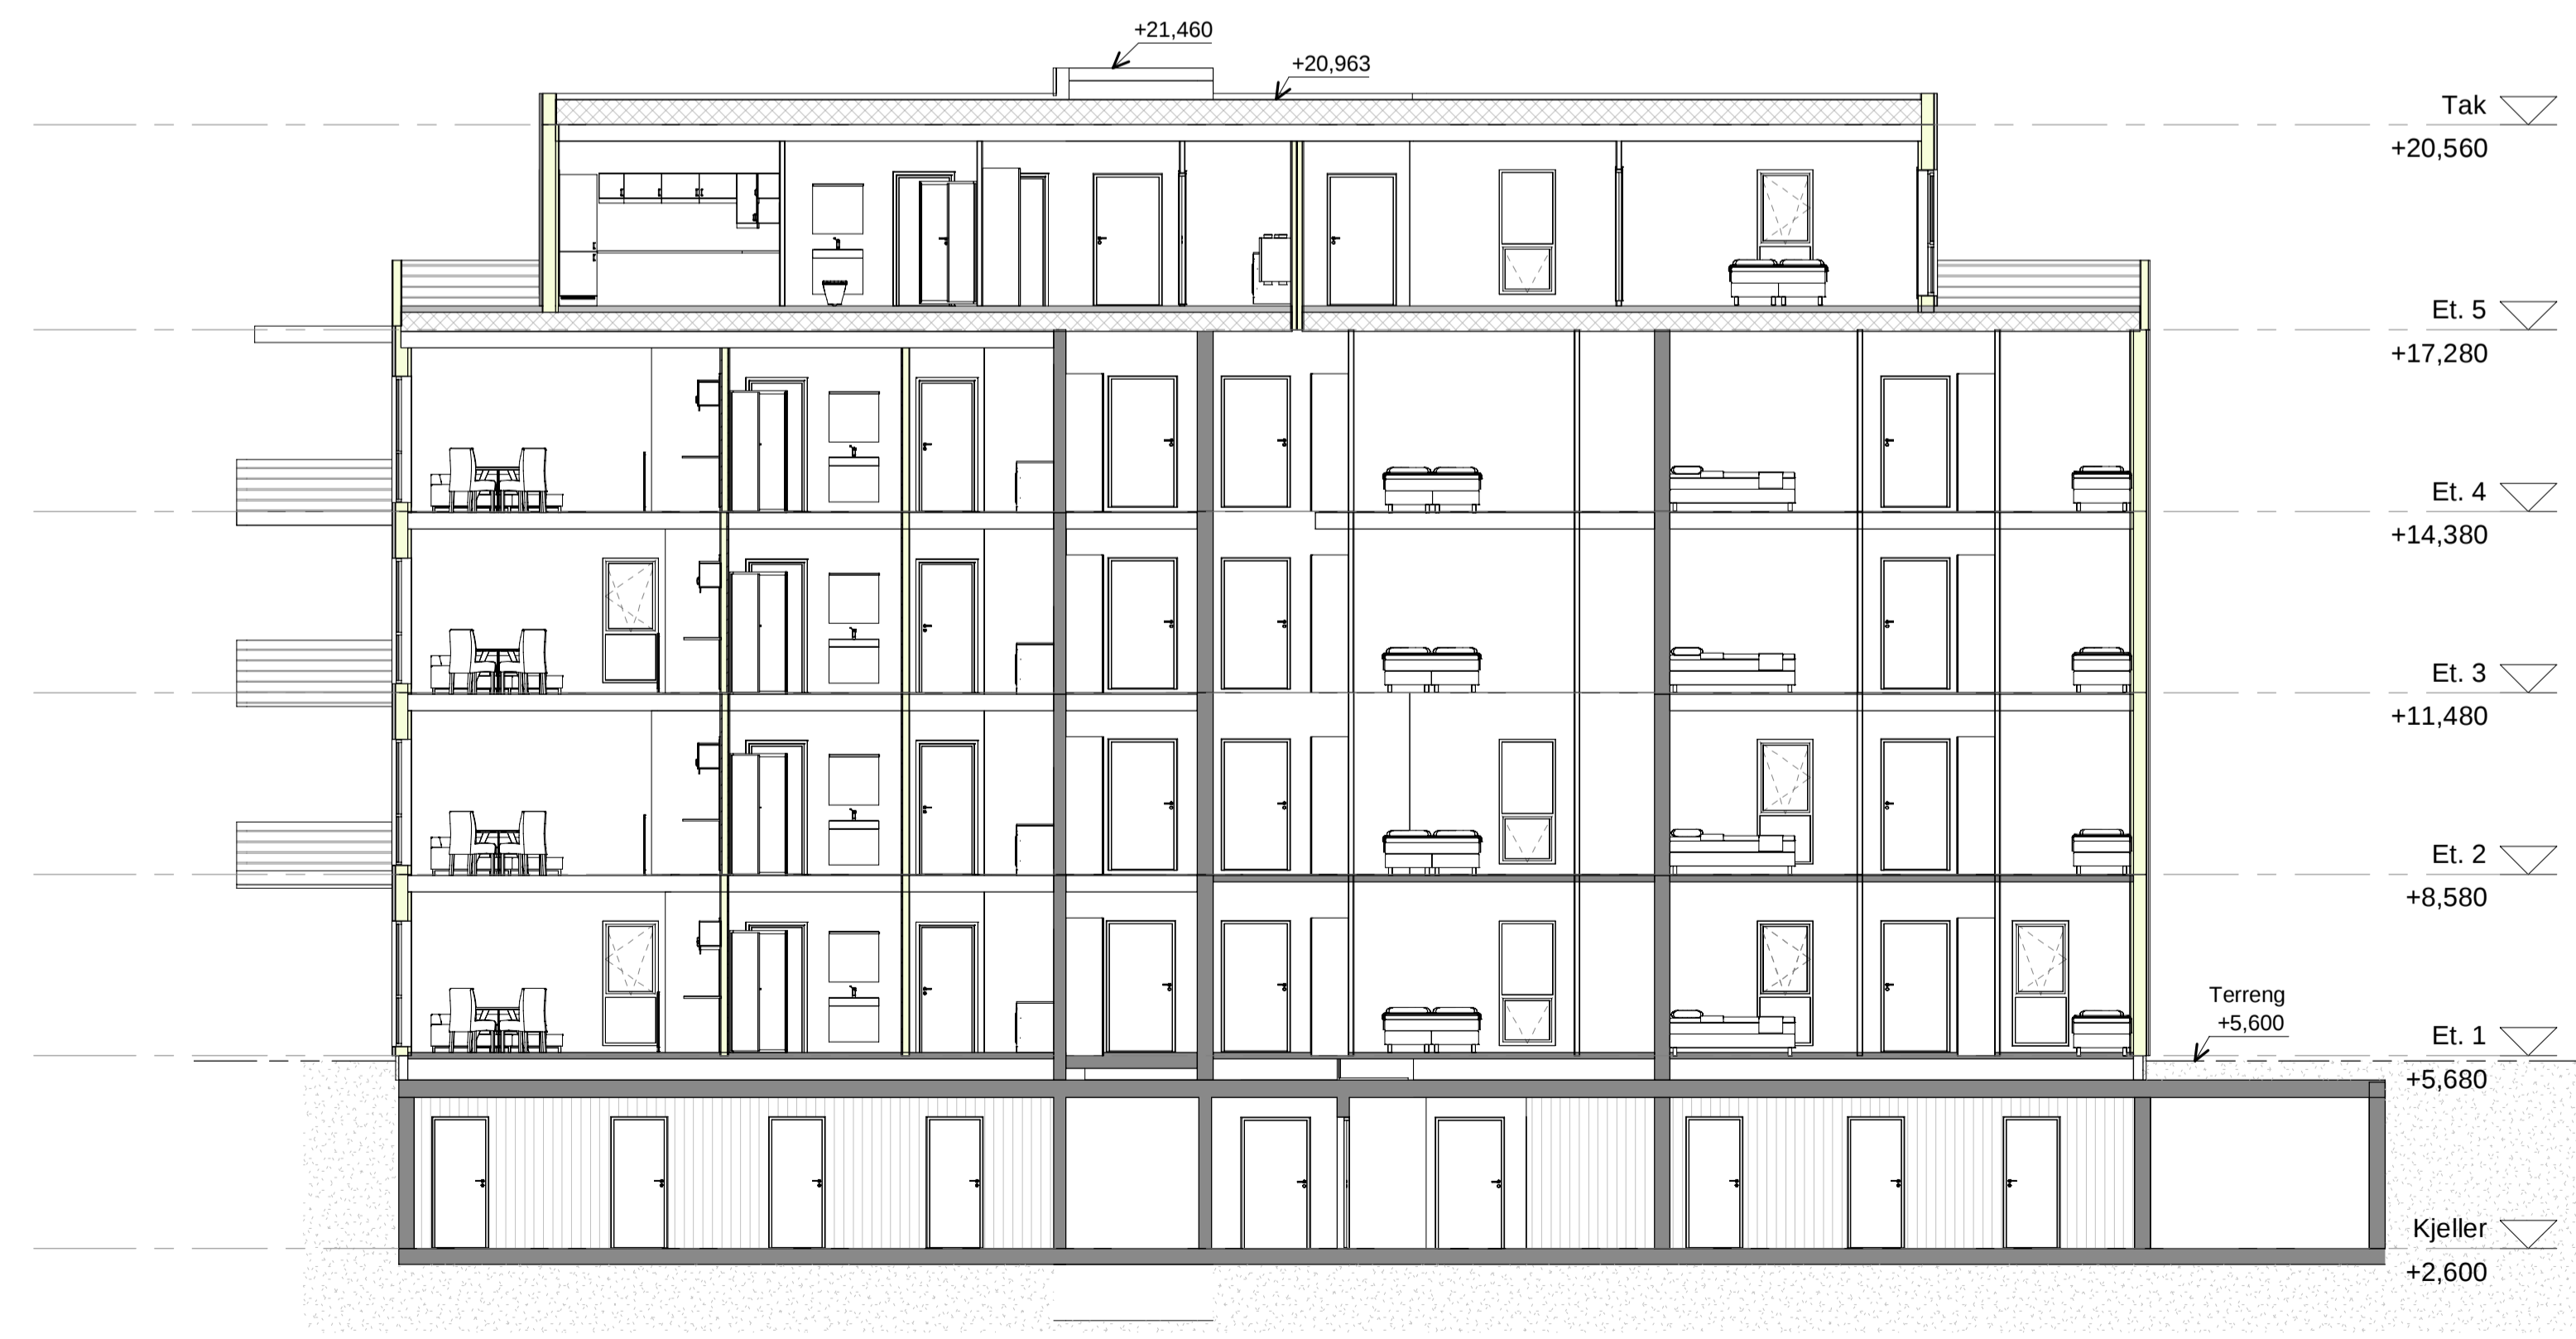 +21,460
+20,963
Tak
+20,560
Et. 5
+17,280
Et. 4
+14,380
Et. 3
+11,480
Et. 2
+8,580
Terreng
+5,600
Et. 1
+5,680
Kjeller
+2,600